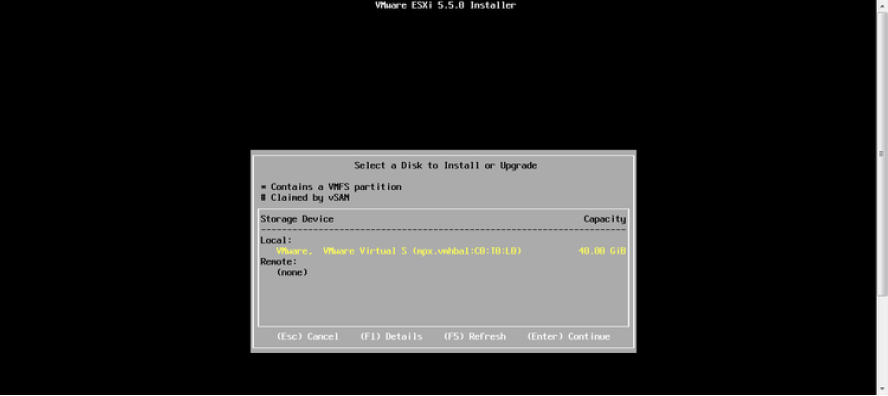 VMware ESXi 5.5.0 Installer
Select a Disk to Install or Upgrade
* Contains a VMFS partition
# Claimed by vSAN
Storage Device Capacity
Local:
VMware, VMware Virtual S (mpx.vmhba1:C0:T0:L0) 40.00 GiB
Remote:
(none)
(Esc) Cancel (F1) Details (F5) Refresh (Enter) Continue